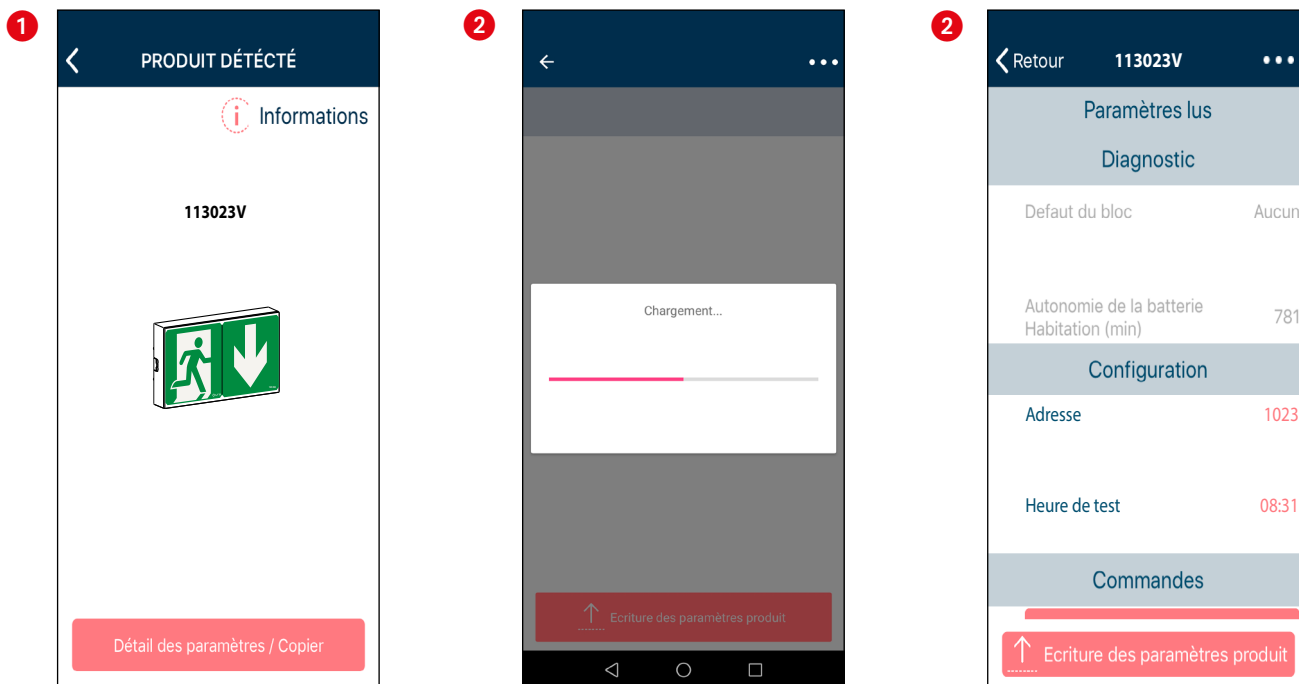 1
PRODUIT DÉTÉCTÉ
i Informations
113023V
Détail des paramètres / Copier
2
Chargement...
Ecriture des paramètres produit
2
Retour 113023V
Paramètres lus
Diagnostic
Defaut du bloc Aucun
Autonomie de la batterie
Habitation (min) 781
Configuration
Adresse 1023
Heure de test 08:31
Commandes
Ecriture des paramètres produit